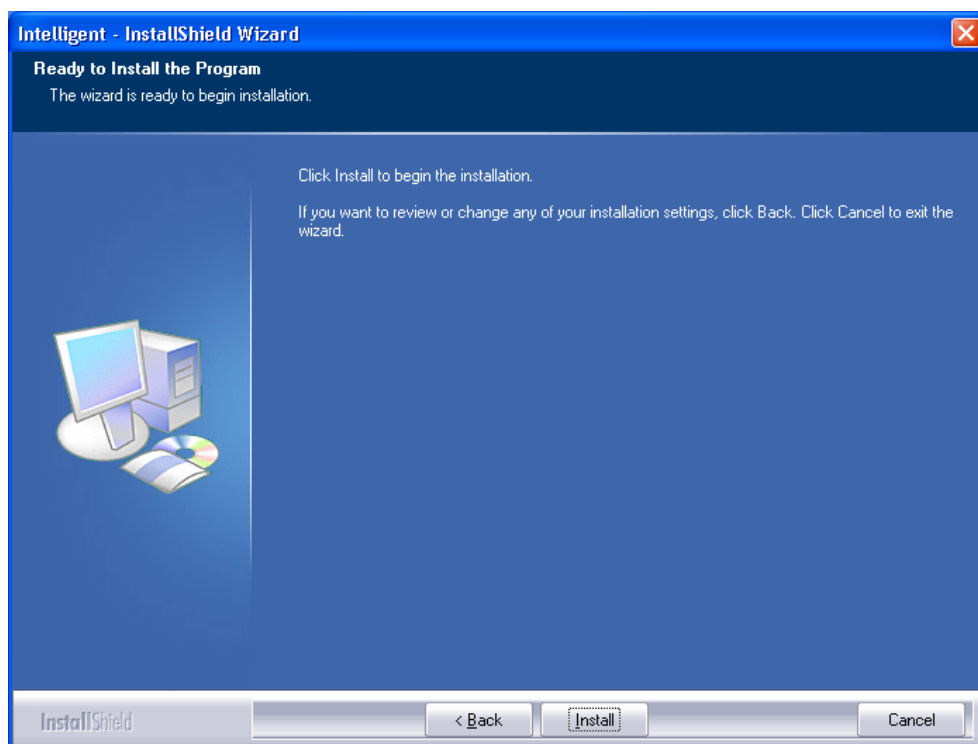 Intelligent - InstallShield Wizard
Ready to Install the Program
The wizard is ready to begin installation.
Click Install to begin the installation.
If you want to review or change any of your installation settings, click Back. Click Cancel to exit the
wizard.
InstallShield
< Back
Install
Cancel